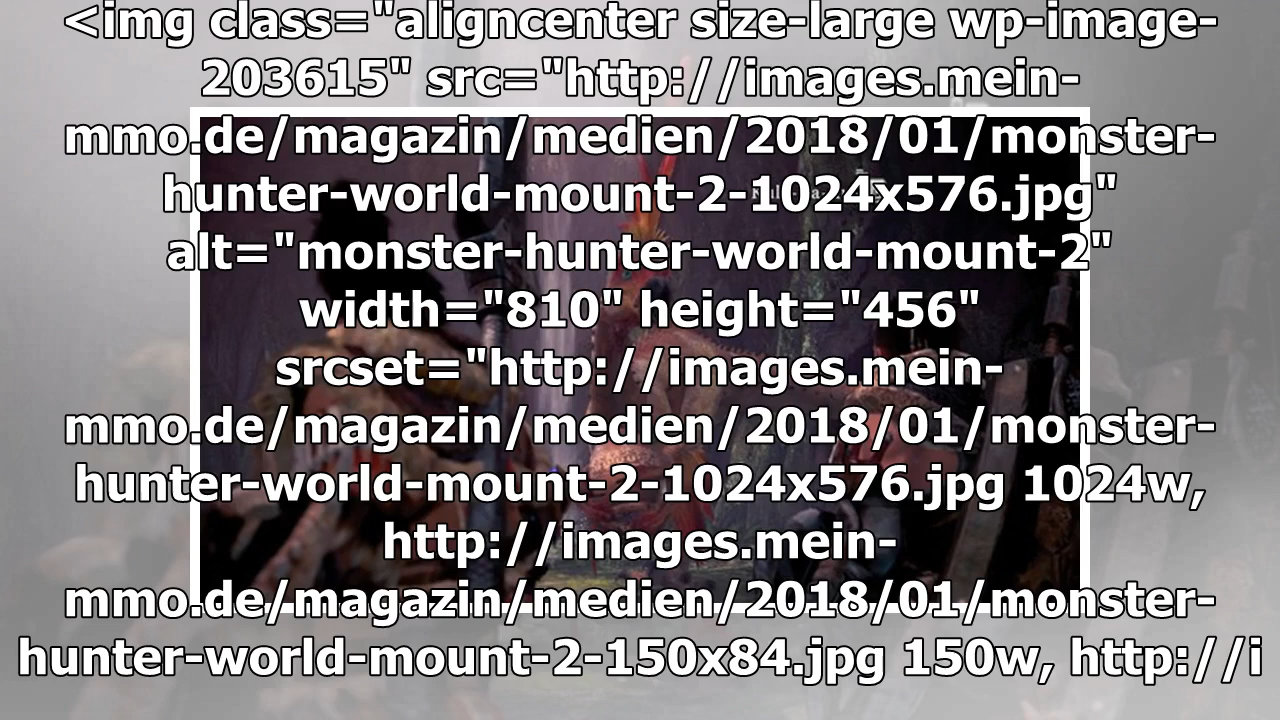 <img class="aligncenter size-large wp-image-
203615" src="http://images.mein-
mmo.de/magazin/medien/2018/01/monster-
hunter-world-mount-2-1024x576.jpg"
alt="monster-hunter-world-mount-2"
width="810" height="456"
srcset="http://images.mein-
mmo.de/magazin/medien/2018/01/monster-
hunter-world-mount-2-1024x576.jpg 1024w,
http://images.mein-
mmo.de/magazin/medien/2018/01/monster-
hunter-world-mount-2-150x84.jpg 150w, http://i